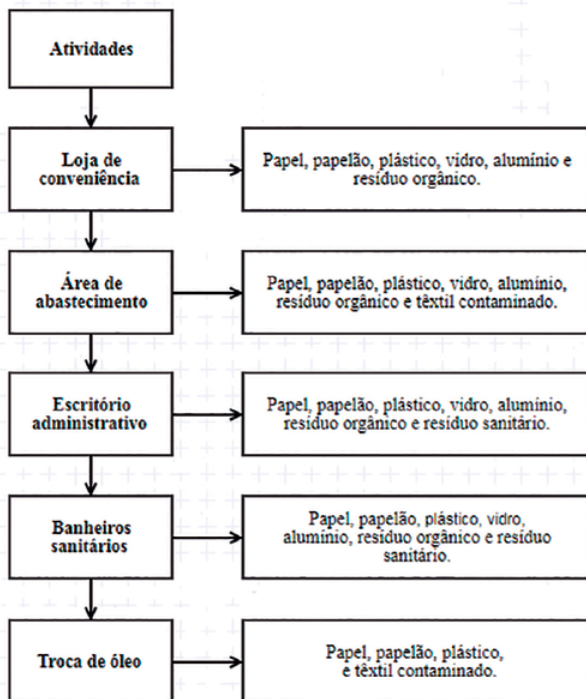 Atividades
Loja de
conveniência
Papel, papelão, plástico, vidro, alumínio e
resíduo orgânico.
Área de
abastecimento
Papel, papelão, plástico, vidro, alumínio,
resíduo orgânico e têxtil contaminado.
Escritório
administrativo
Papel, papelão, plástico, vidro, alumínio,
resíduo orgânico e resíduo sanitário.
Banheiros
sanitários
Papel, papelão, plástico, vidro,
alumínio, resíduo orgânico e resíduo
sanitário.
Troca de óleo
Papel, papelão, plástico,
e têxtil contaminado.